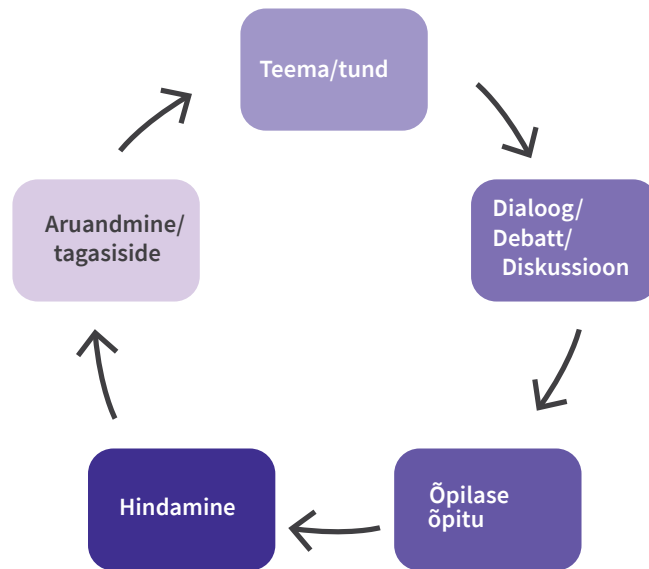 Teema/tund
Dialoog/
Debatt/
Diskussioon
Õpilase
õpitu
Hindamine
Aruandmine/
tagasiside